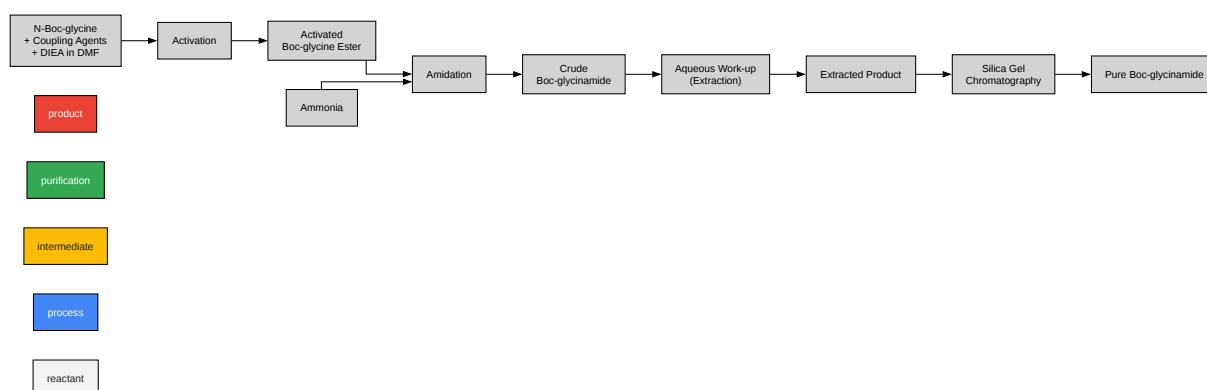 N-Boc-glycine
+ Coupling Agents
+ DIEA in DMF
Activation
Activated
Boc-glycine Ester
Ammonia
Amidation
Crude
Boc-glycinamide
Aqueous Work-up
(Extraction)
Extracted Product
Silica Gel
Chromatography
Pure Boc-glycinamide
product
purification
intermediate
process
reactant